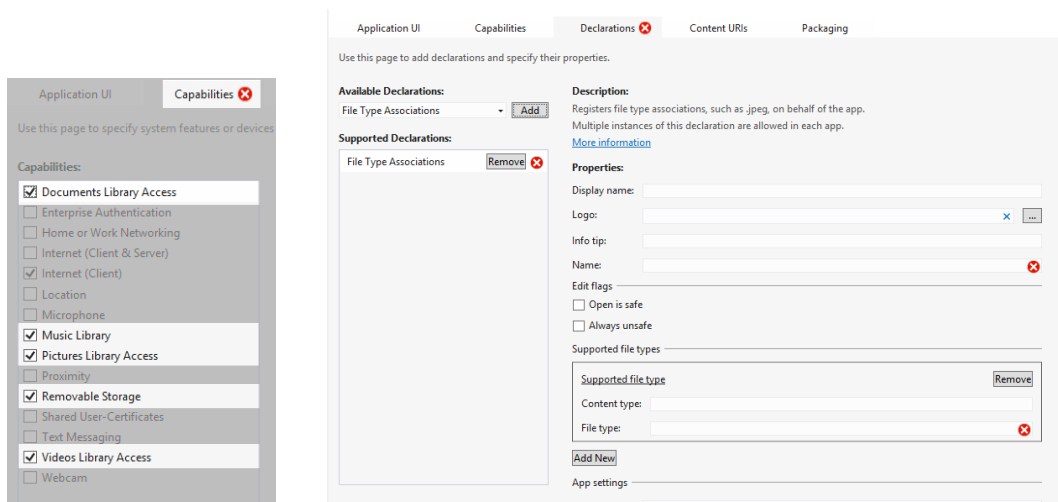 Application UI
Capabilities
Use this page to specify system features or devices
Capabilities:
Documents Library Access
Enterprise Authentication
Home or Work Networking
Internet (Client & Server)
Internet (Client)
Location
Microphone
Music Library
Pictures Library Access
Proximity
Removable Storage
Shared User-Certificates
Text Messaging
Videos Library Access
Webcam
Application UI
Capabilities
Declarations
Content URIs
Packaging
Use this page to add declarations and specify their properties.
Available Declarations:
File Type Associations
Add
Supported Declarations:
File Type Associations
Remove
Description:
Registers file type associations, such as .jpeg, on behalf of the app.
Multiple instances of this declaration are allowed in each app.
More information
Properties:
Display name:
Logo:
...
Info tip:
Name:
Edit flags
Open is safe
Always unsafe
Supported file types
Supported file type
Remove
Content type:
File type:
Add New
App settings